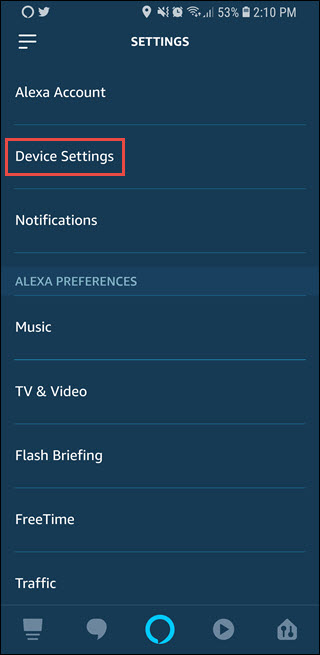 53% 2:10 PM
SETTINGS
Alexa Account
Device Settings
Notifications
ALEXA PREFERENCES
Music
TV & Video
Flash Briefing
FreeTime
Traffic